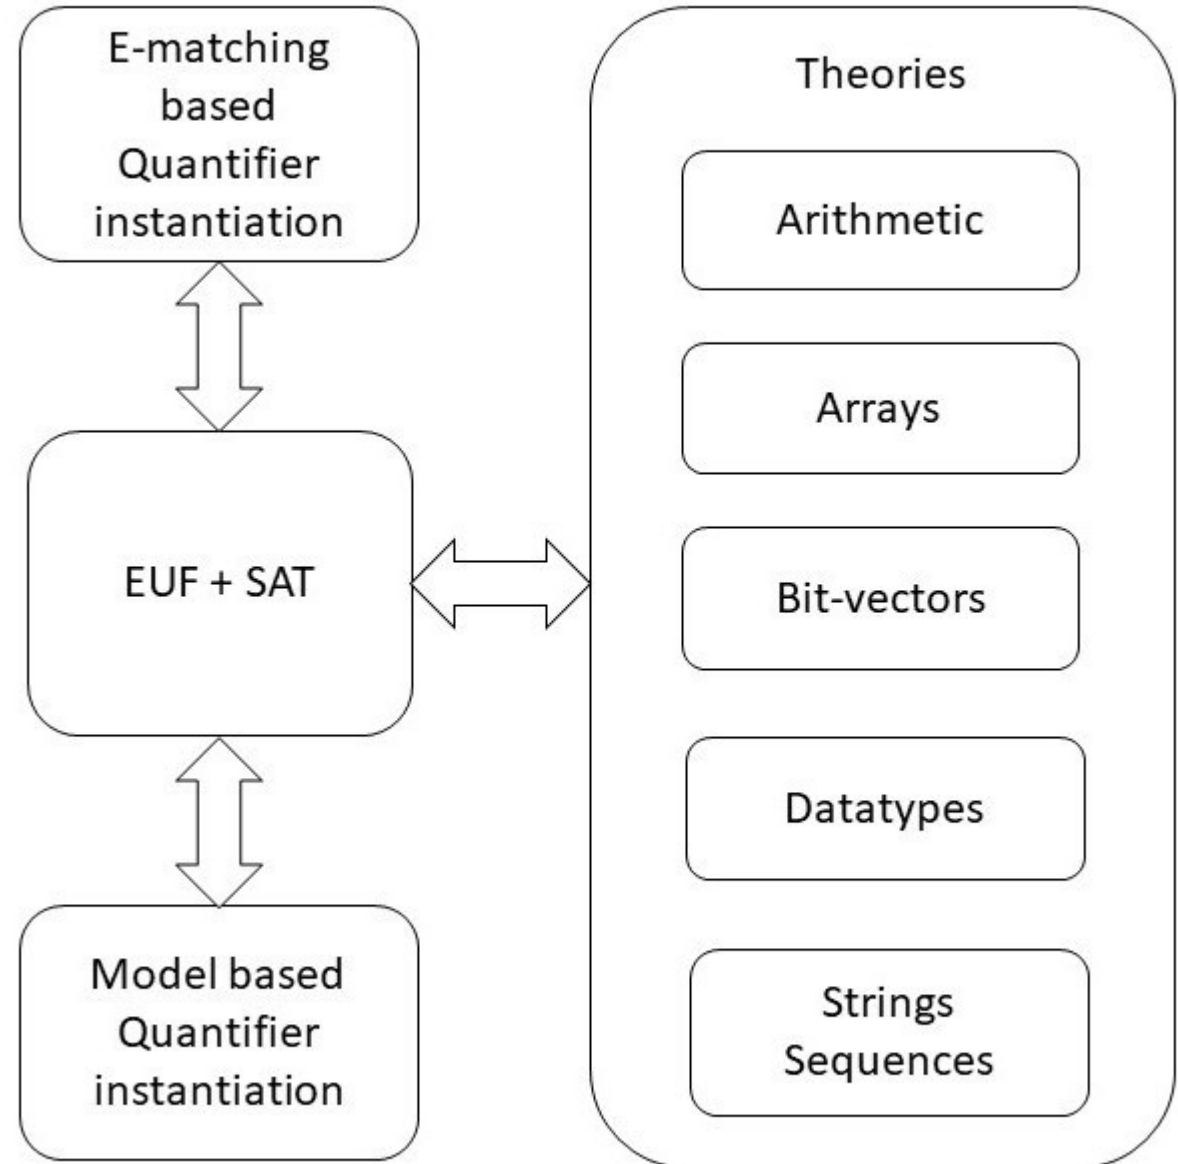 E-matching
based
Quantifier
instantiation
EUF + SAT
Model based
Quantifier
instantiation
Theories
Arithmetic
Arrays
Bit-vectors
Datatypes
Strings
Sequences